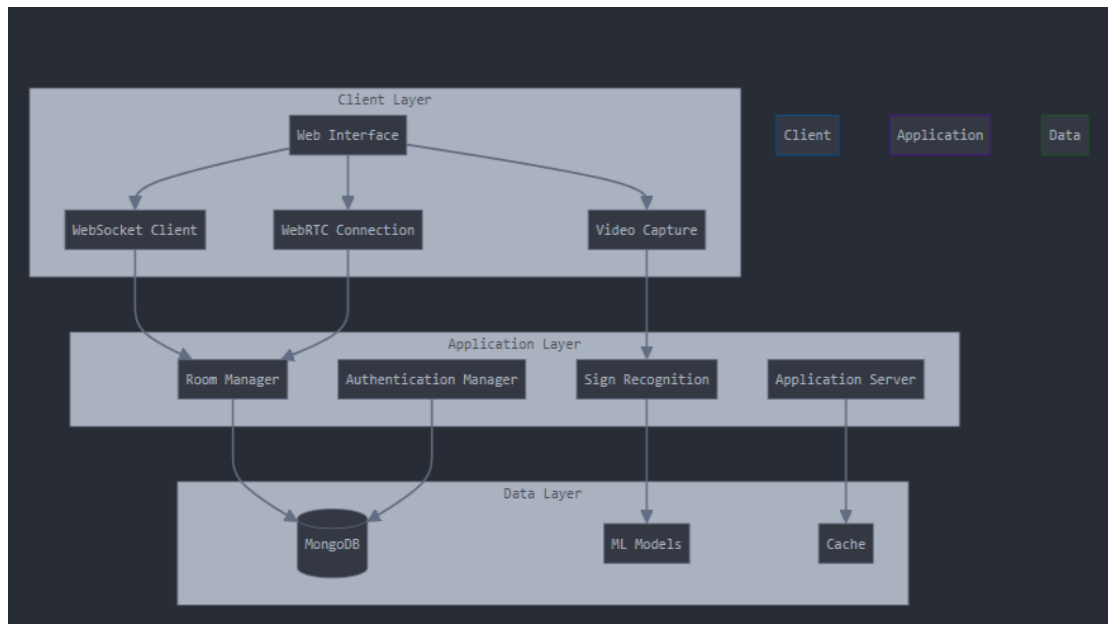 Client Layer
Web Interface
Client
Application
Data
WebSocket Client
WebRTC Connection
Video Capture
Application Layer
Room Manager
Authentication Manager
Sign Recognition
Application Server
Data Layer
MongoDB
ML Models
Cache